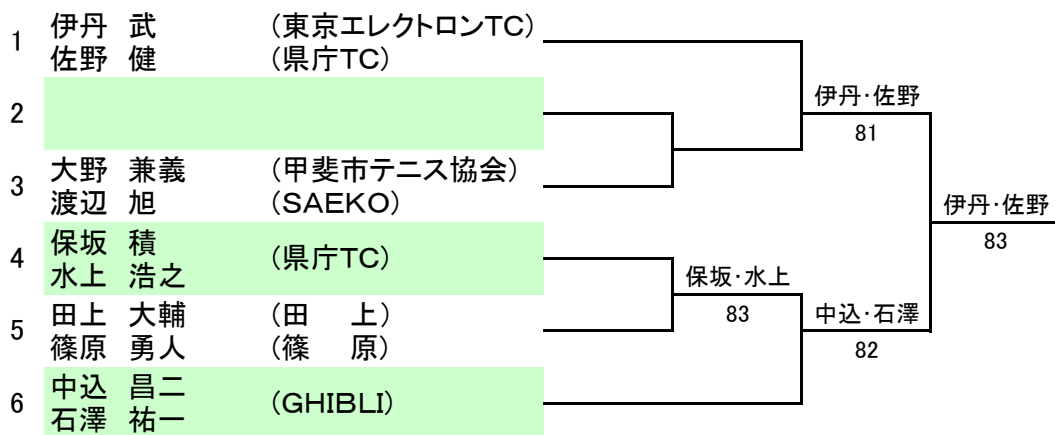 1 伊丹 武 (東京エレクトロンTC)
佐野 健 (県庁TC)
2
3 大野 兼義 (甲斐市テニス協会)
渡辺 旭 (SAEKO)
4 保坂 積 (県庁TC)
水上 浩之
5 田上 大輔 (田 上)
篠原 勇人 (篠 原)
6 中込 昌二 (GHIBLI)
石澤 祐一
保坂・水上
83
伊丹・佐野
81
中込・石澤
82
伊丹・佐野
83